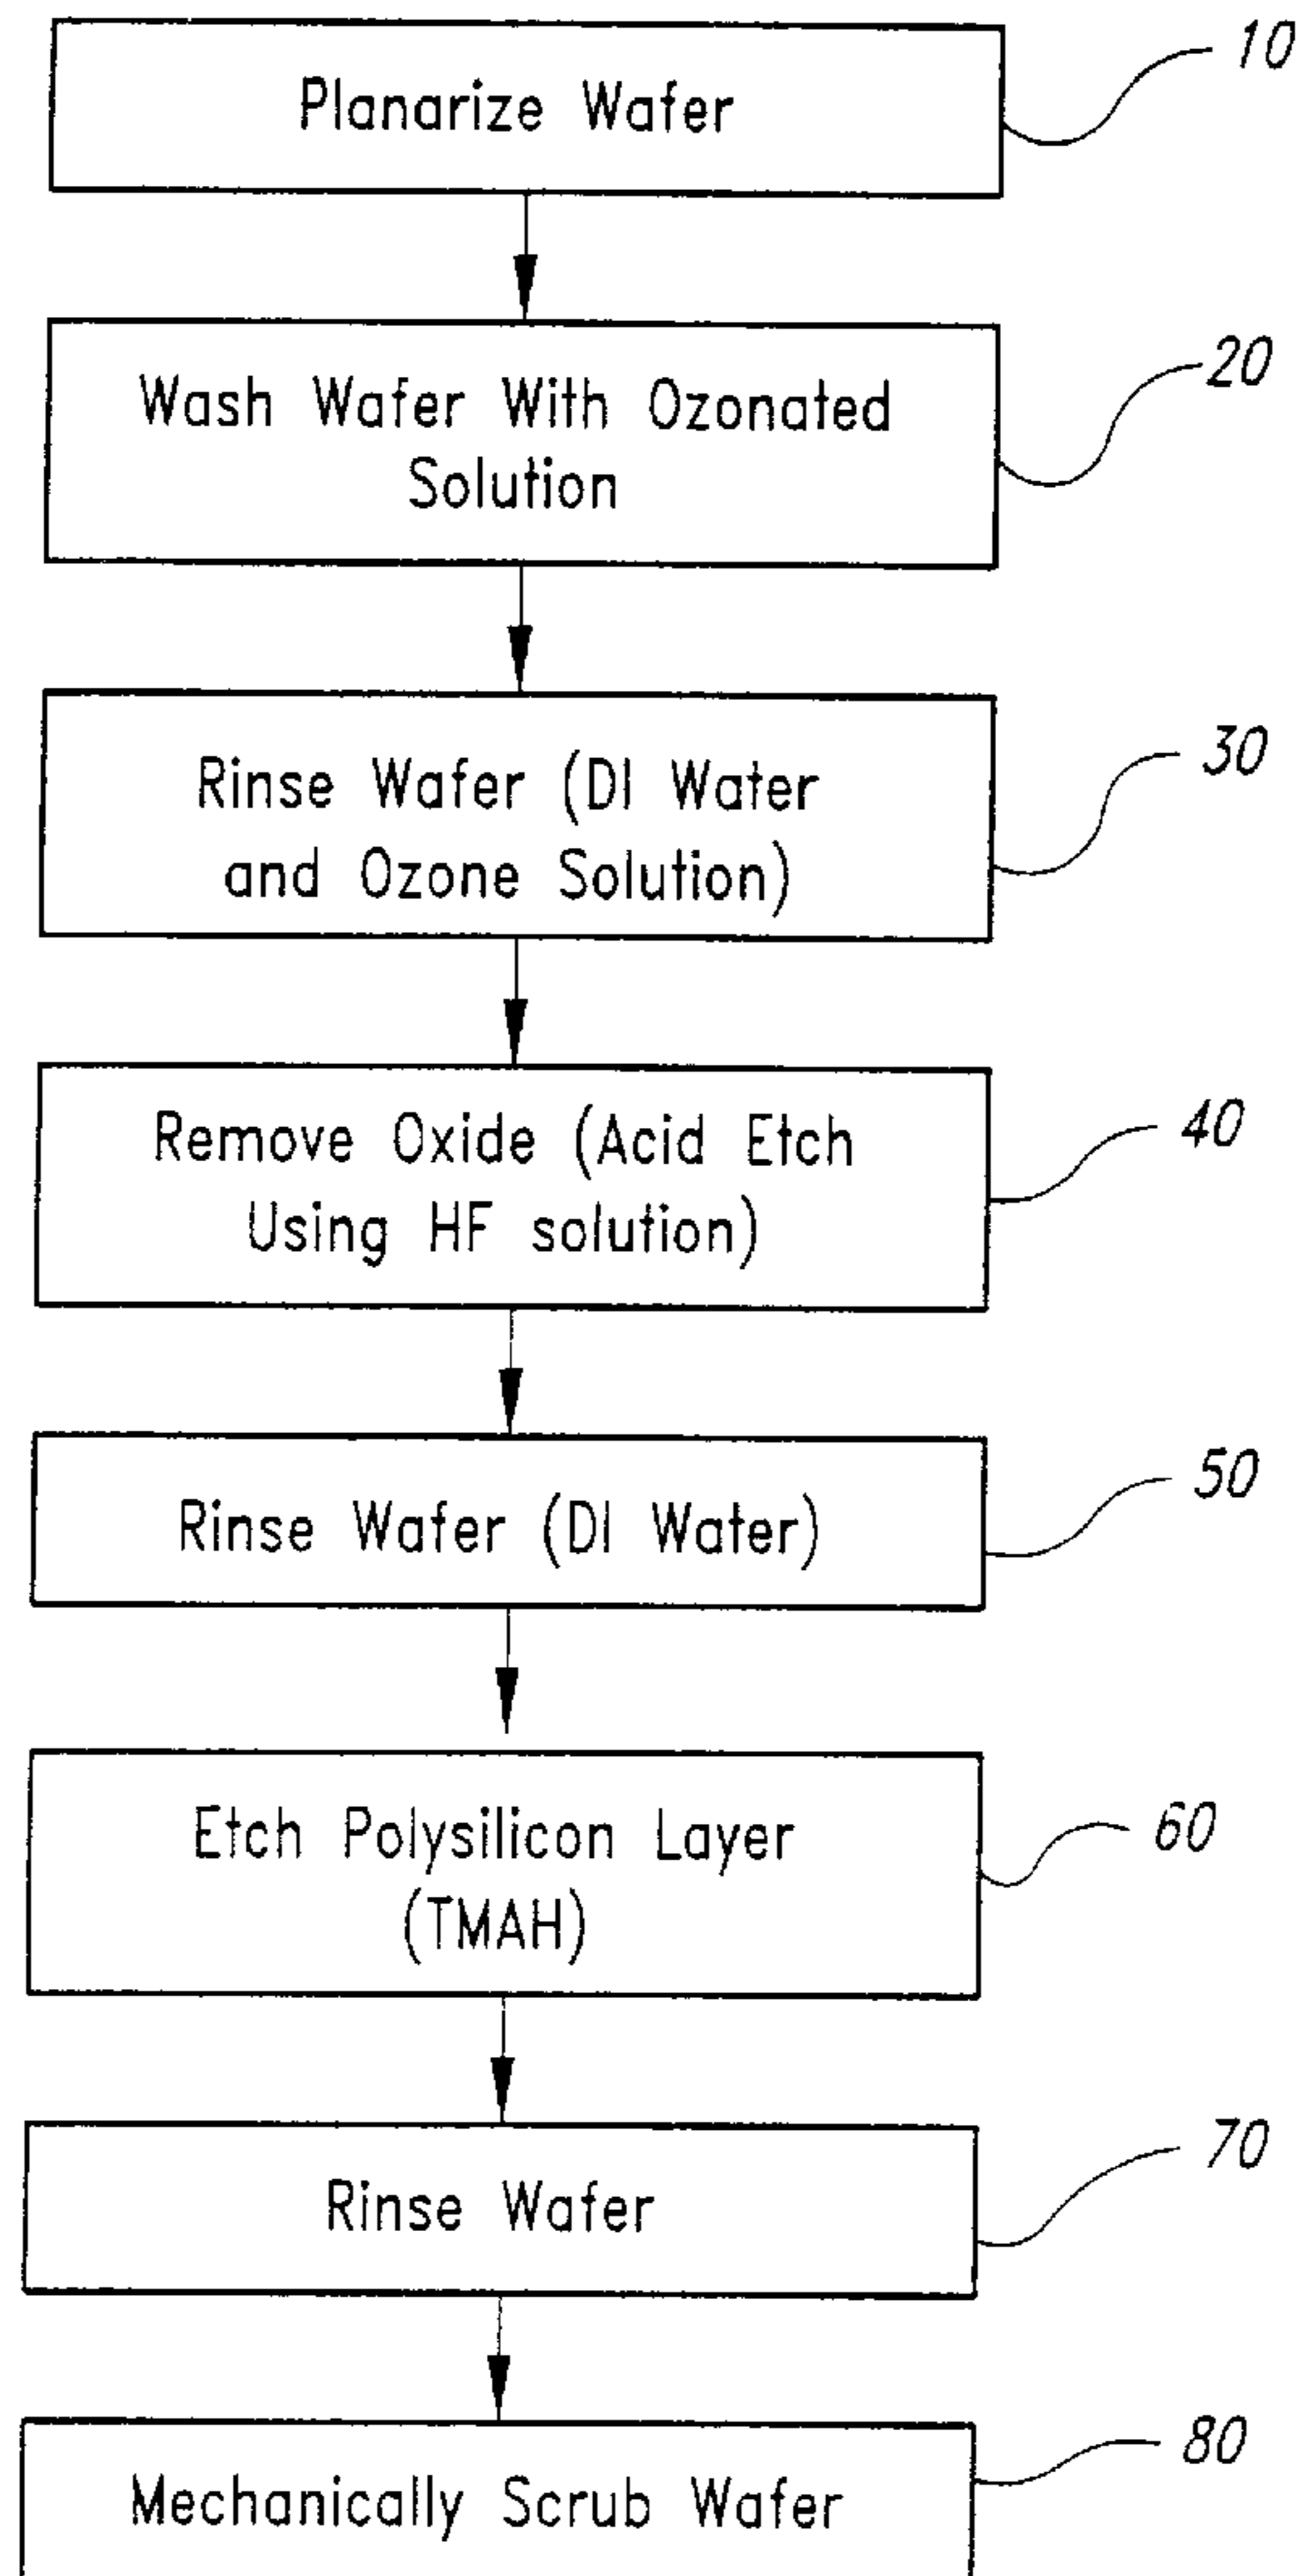 Planarize Wafer
10
Wash Wafer With Ozonated
Solution
20
Rinse Wafer (DI Water
and Ozone Solution)
30
Remove Oxide (Acid Etch
Using HF solution)
40
Rinse Wafer (DI Water)
50
Etch Polysilicon Layer
(TMAH)
60
Rinse Wafer
70
Mechanically Scrub Wafer
80